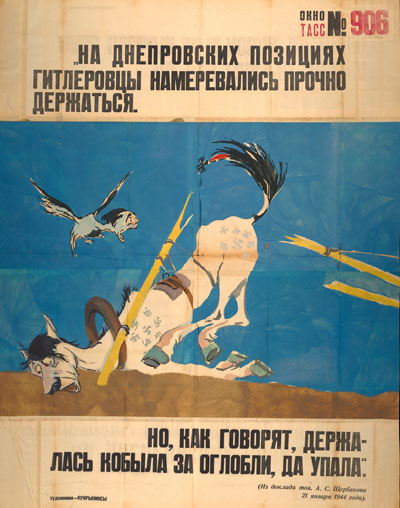 ОКНО
ТАСС № 906
„НА ДНЕПРОВСКИХ ПОЗИЦИЯХ
ГИТЛЕРОВЦЫ НАМЕРЕВАЛИСЬ ПРОЧНО
ДЕРЖАТЬСЯ.
НО, КАК ГОВОРЯТ, ДЕРЖА-
ЛАСЬ КОБЫЛА ЗА ОГЛОБЛИ, ДА УПАЛА“.
(Из доклада тов. А. С. Щербакова
21 января 1944 года).
художники—КУКРЫНИКСЫ